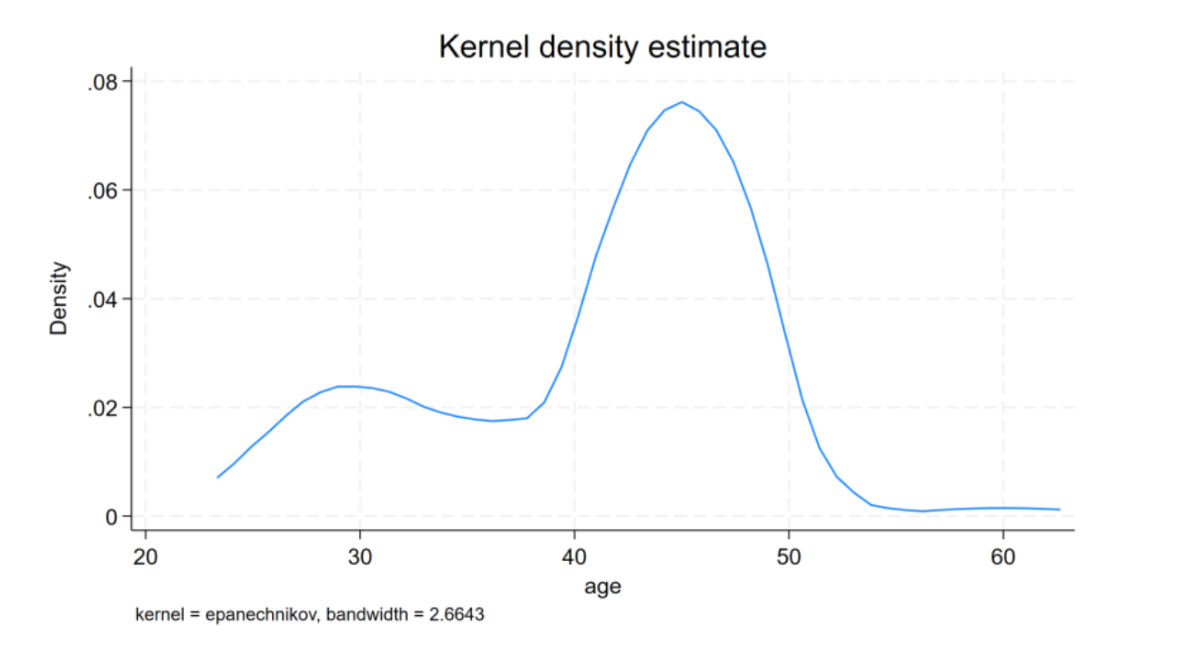 Kernel density estimate
.08
.06
.04
.02
0
Density
20 30 40 50 60
age
kernel = epanechnikov, bandwidth = 2.6643